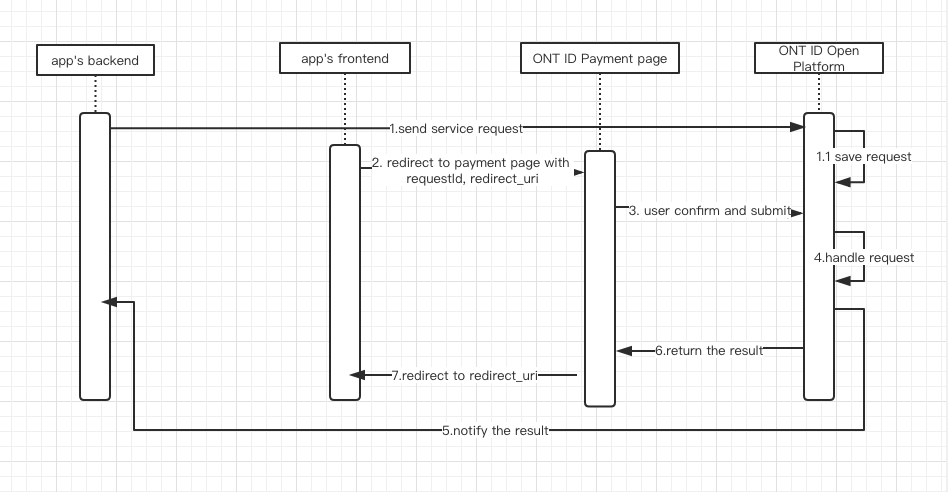 app's backend
app's frontend
ONT ID Payment page
ONT ID Open
Platform
1.send service request
1.1 save request
2. redirect to payment page with
requestId, redirect_uri
3. user confirm and submit
4.handle request
6.return the result
7.redirect to redirect_uri
5.notify the result